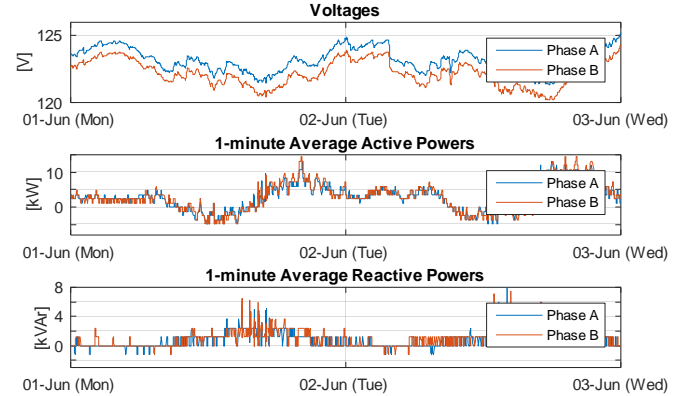 Voltages
125
120
[V]
Phase A
Phase B
01-Jun (Mon) 02-Jun (Tue) 03-Jun (Wed)
1-minute Average Active Powers
10
0
[kW]
Phase A
Phase B
01-Jun (Mon) 02-Jun (Tue) 03-Jun (Wed)
1-minute Average Reactive Powers
8
4
0
[kVAr]
Phase A
Phase B
01-Jun (Mon) 02-Jun (Tue) 03-Jun (Wed)